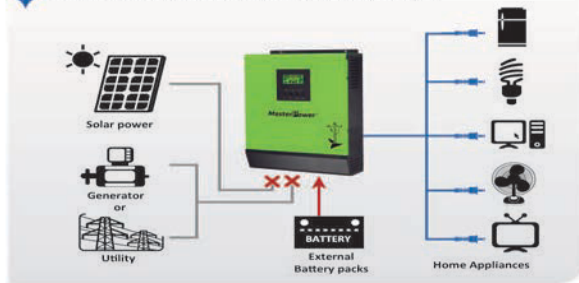 Solar power
MasterPower
Generator
or
Utility
BATTERY
External
Battery packs
Home Appliances